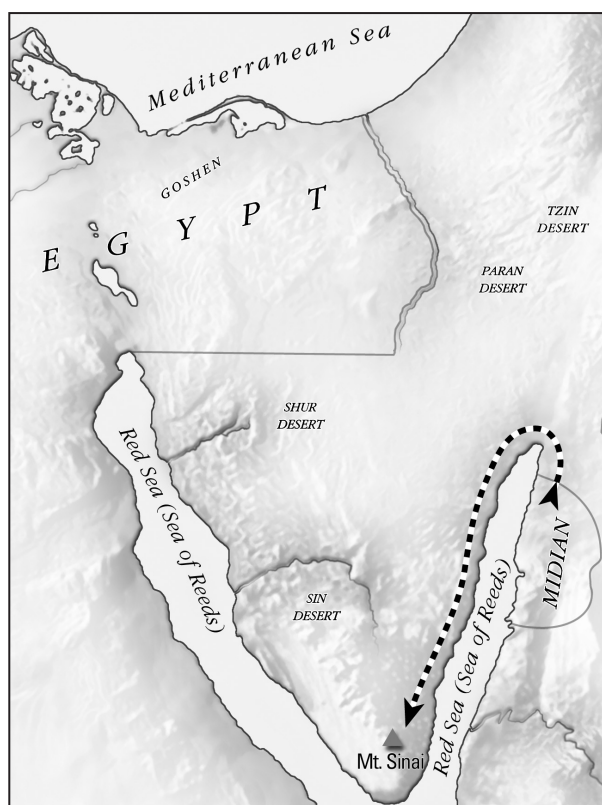 Mediterranean Sea
GOSHEN
EGYPT
TZIN
DESERT
PARAN
DESERT
SHUR
DESERT
Red Sea (Sea of Reeds)
MIDIAN
SIN
DESERT
Red Sea (Sea of Reeds)
Mt. Sinai